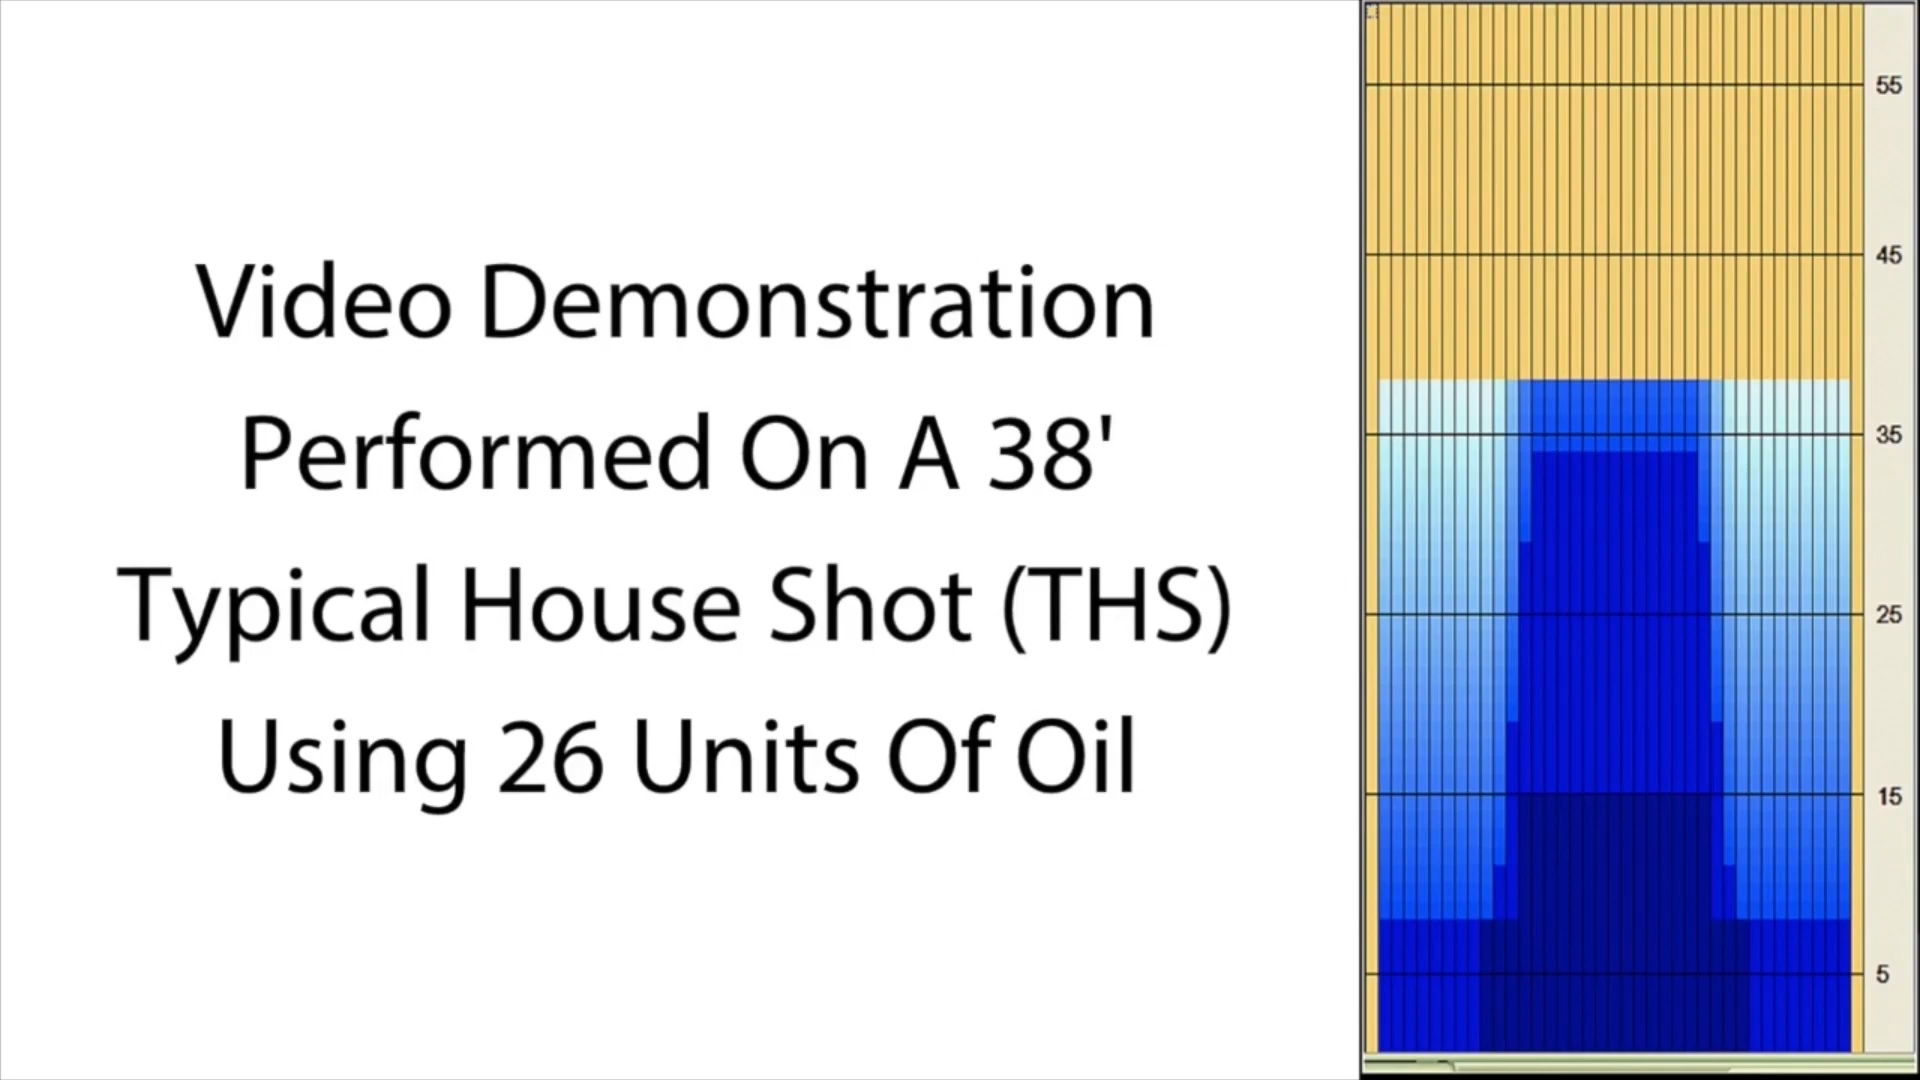 Video Demonstration
Performed On A 38'
Typical House Shot (THS)
Using 26 Units Of Oil
55
45
35
25
15
5